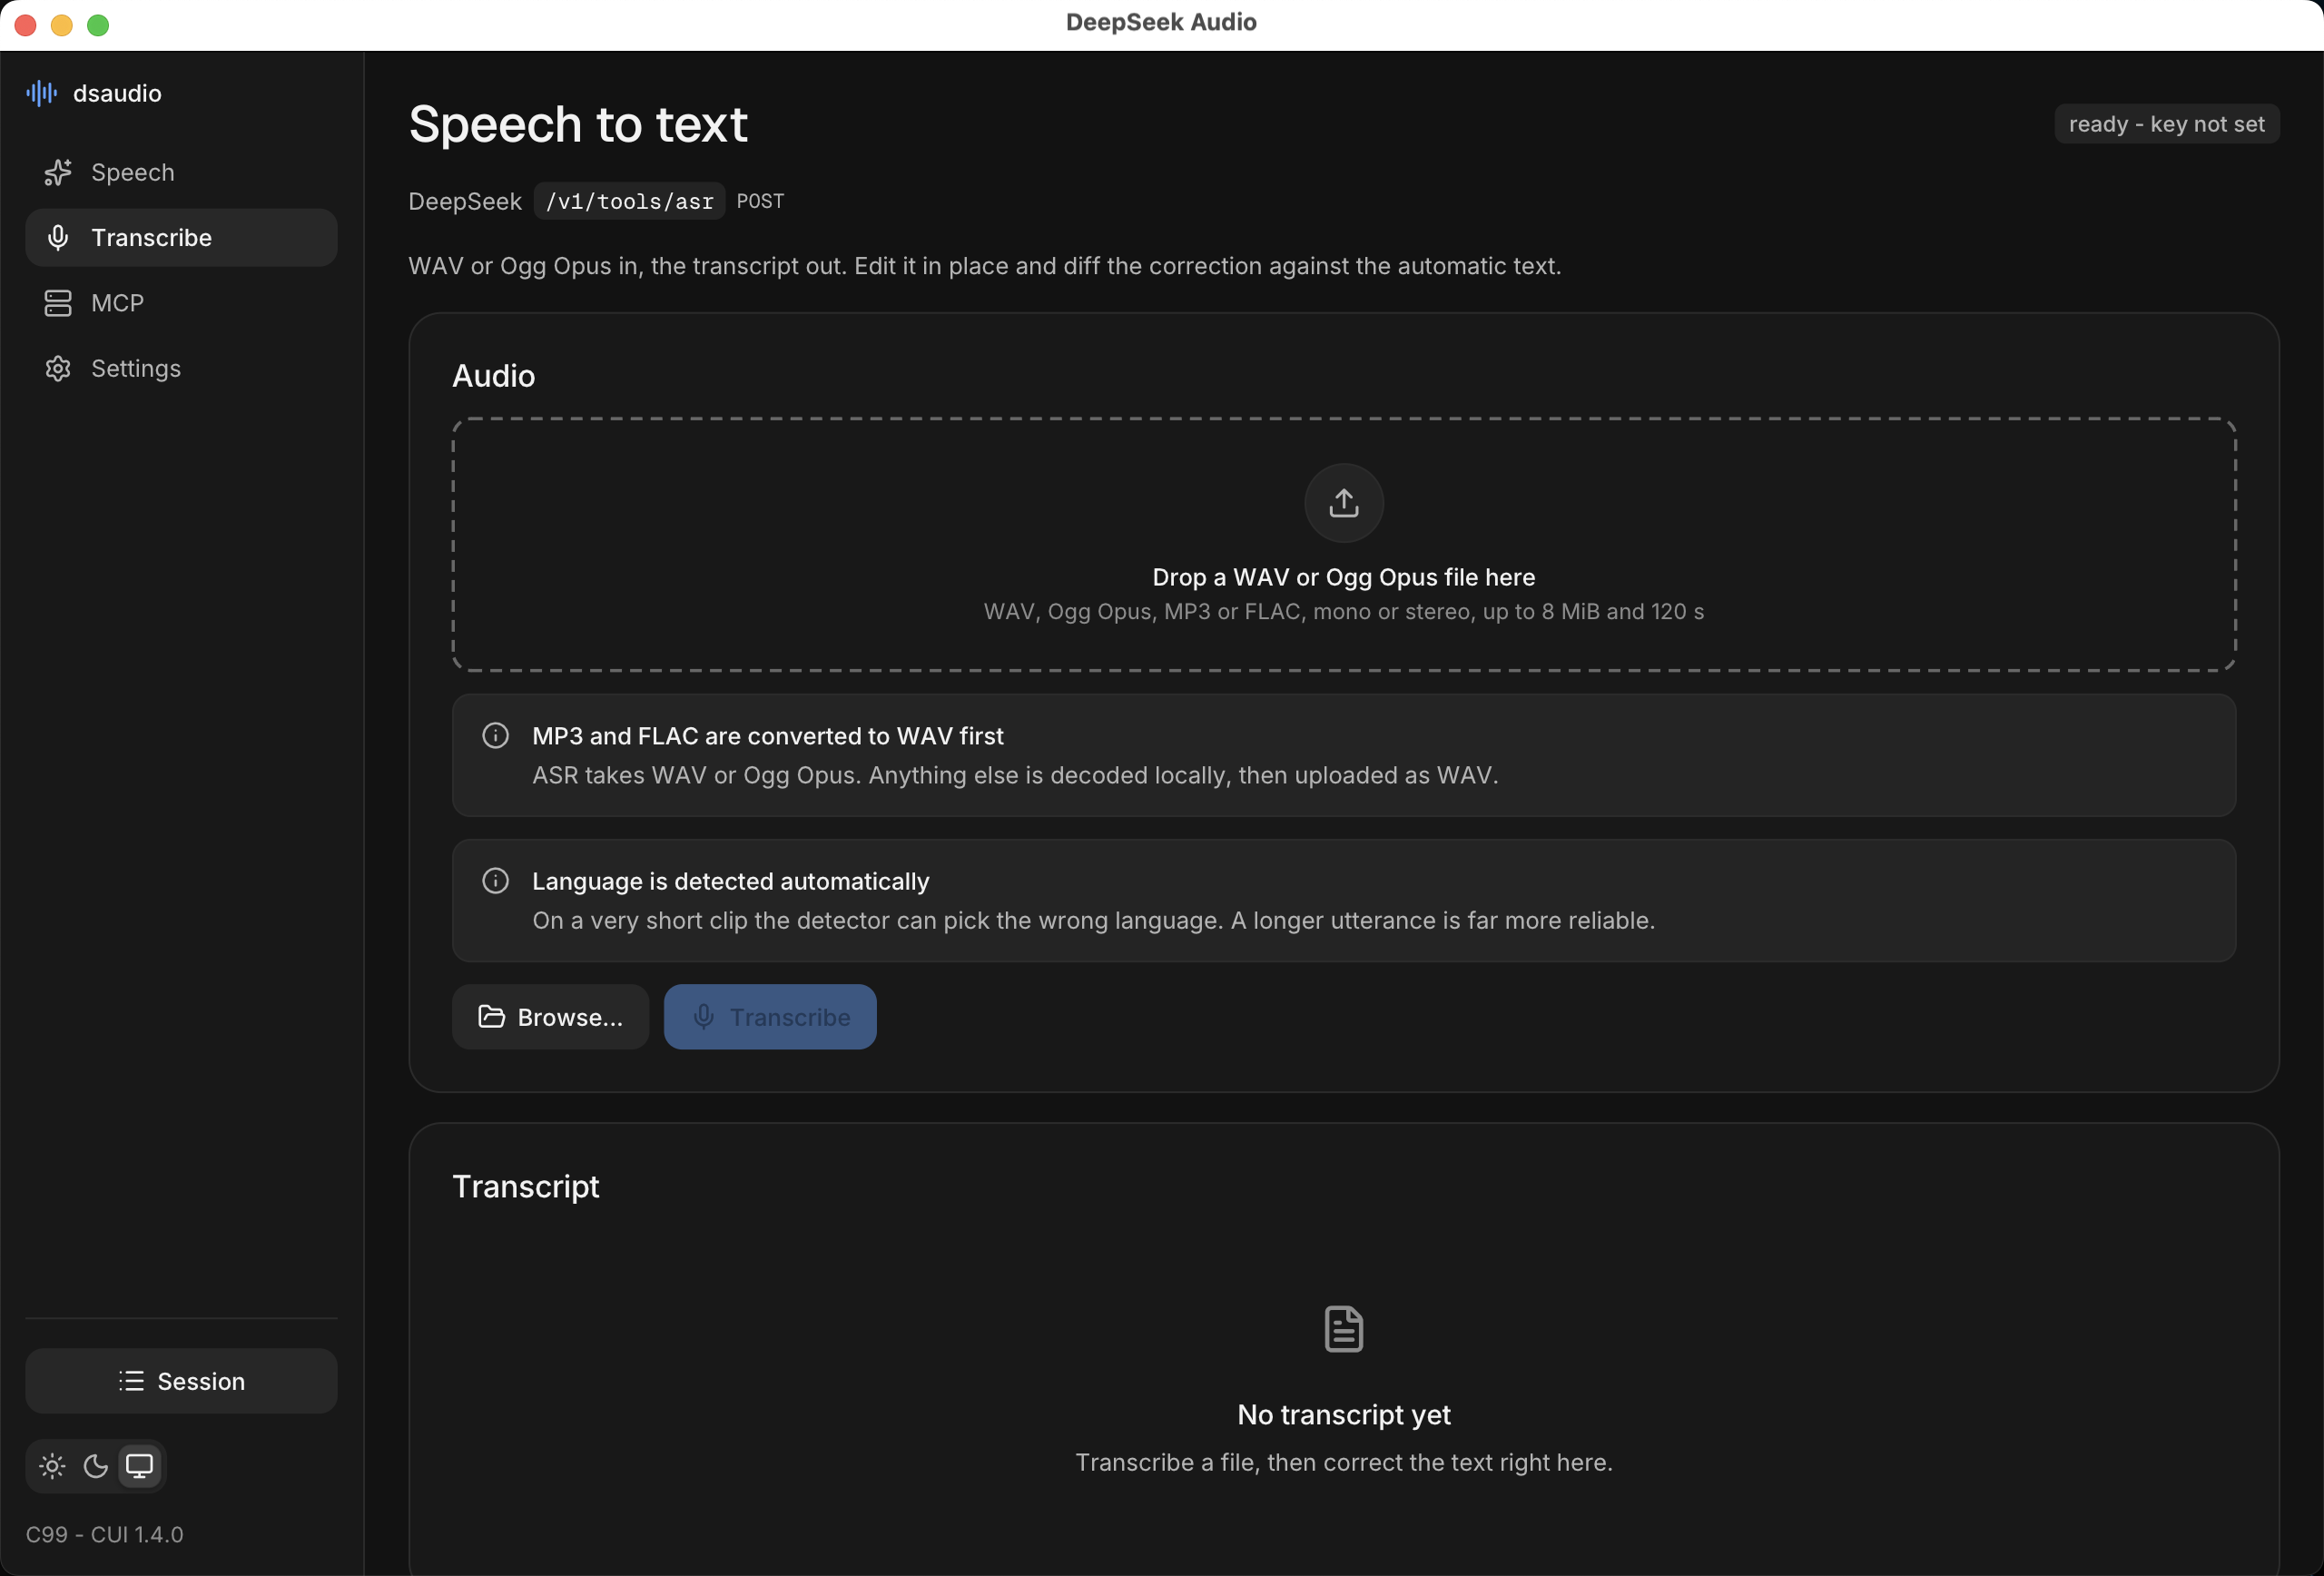 DeepSeek Audio
dsaudio
Speech
Transcribe
MCP
Settings
Session
C99 - CUI 1.4.0
Speech to text
ready - key not set
DeepSeek /v1/tools/asr POST
WAV or Ogg Opus in, the transcript out. Edit it in place and diff the correction against the automatic text.
Audio
Drop a WAV or Ogg Opus file here
WAV, Ogg Opus, MP3 or FLAC, mono or stereo, up to 8 MiB and 120 s
MP3 and FLAC are converted to WAV first
ASR takes WAV or Ogg Opus. Anything else is decoded locally, then uploaded as WAV.
Language is detected automatically
On a very short clip the detector can pick the wrong language. A longer utterance is far more reliable.
Browse...
Transcribe
Transcript
No transcript yet
Transcribe a file, then correct the text right here.